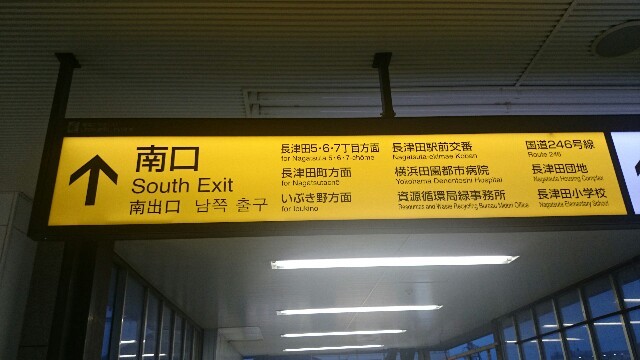 南口
South Exit
南出口 남쪽 출구
長津田5・6・7丁目方面
for Nagatsuta 5・6・7-chōme
長津田町方面
for Nagatsutachō
いぶき野方面
for Ibukino
長津田駅前交番
Nagatsuta ekimae Koban
横浜田園都市病院
Yokohama Denentoshi Hospital
資源循環局緑事務所
Resources and Waste Recycling Bureau Midori Office
国道246号線
Route 246
長津田団地
Nagatsuta Housing Complex
長津田小学校
Nagatsuta Elementary School